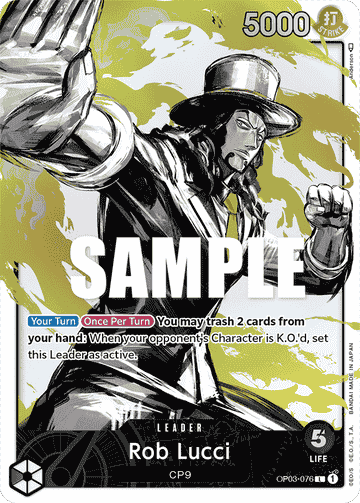 5000
打
STRIKE
SAMPLE
Your Turn Once Per Turn You may trash 2 cards from
your hand: When your opponent's Character is K.O.'d, set
this Leader as active.
LEADER
Rob Lucci
CP9
5
LIFE
OP03-076 L 1
BANDAI MADE IN JAPAN